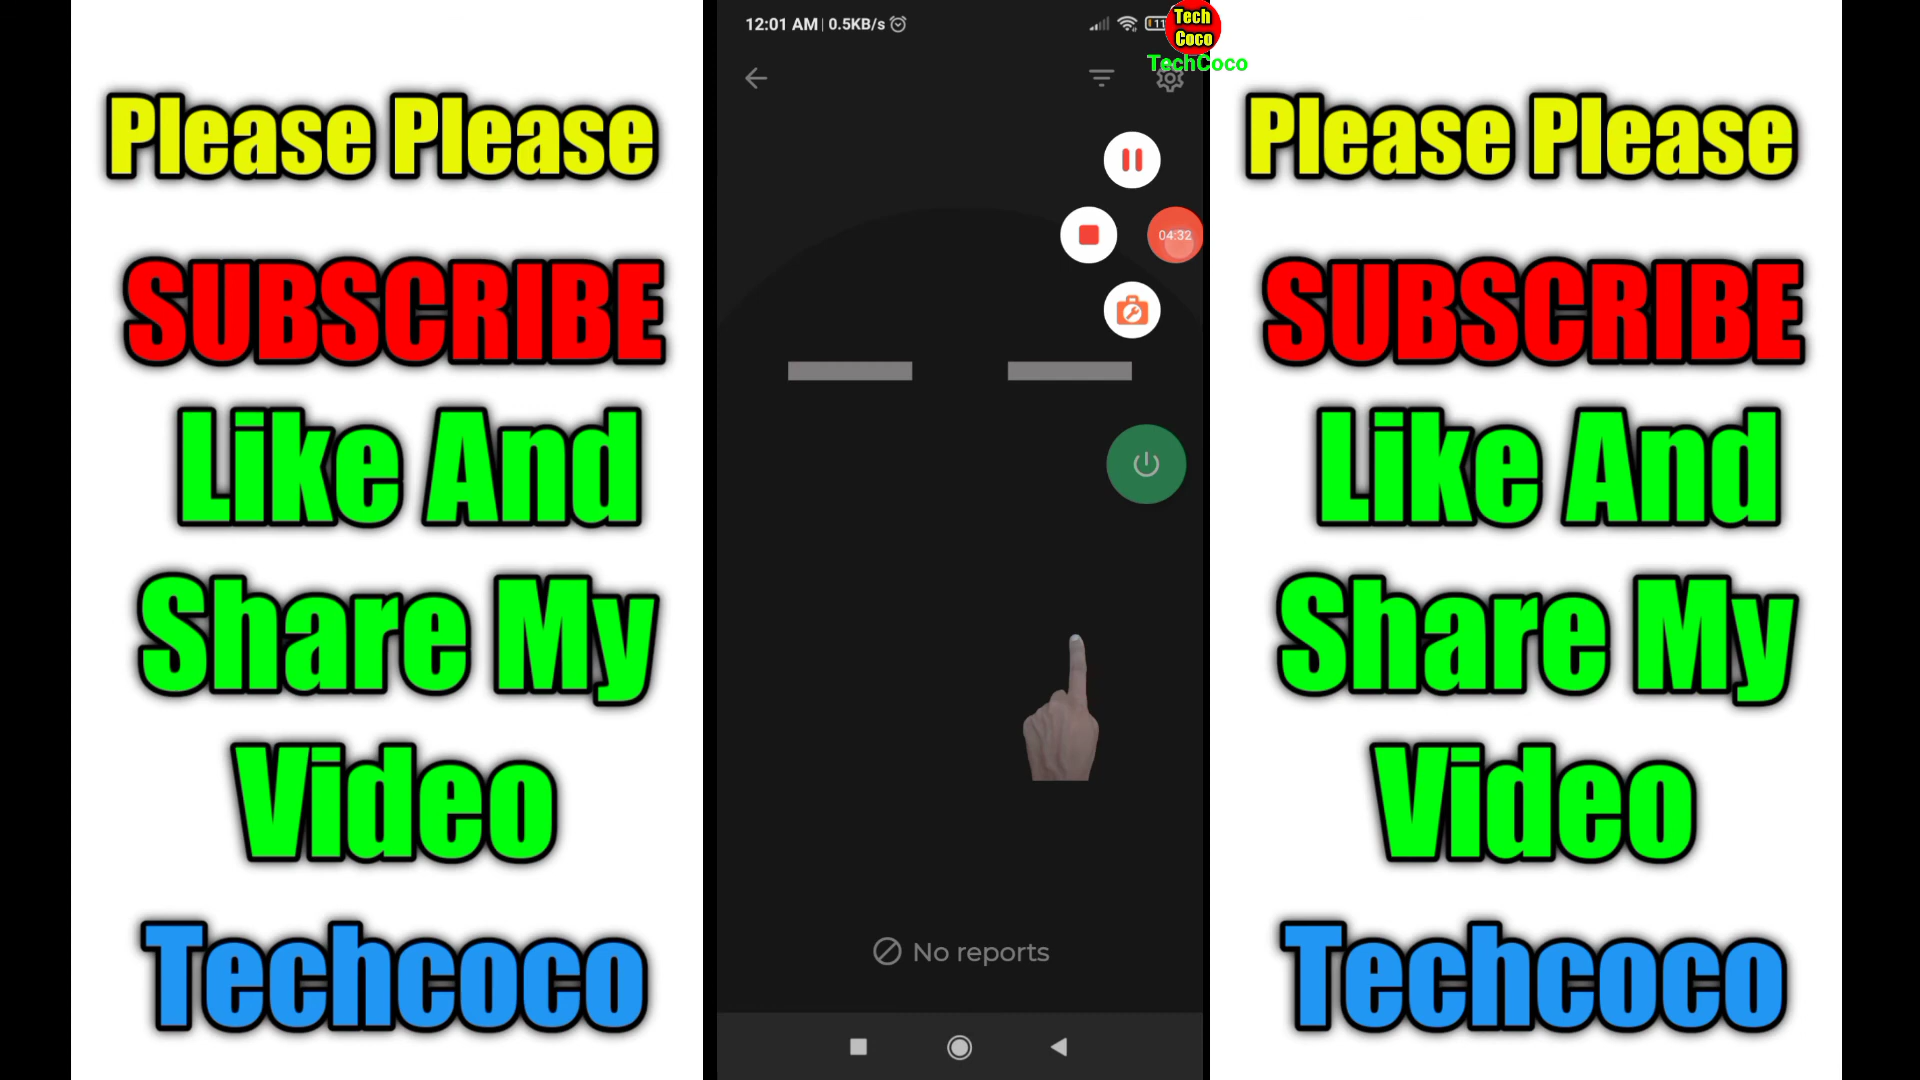 12:01 AM 0.5KB/s
11
Tech
Coco
TechCoco
Please Please
SUBSCRIBE
Like And
Share My
Video
Techcoco
04:32
No reports
Please Please
SUBSCRIBE
Like And
Share My
Video
Techcoco